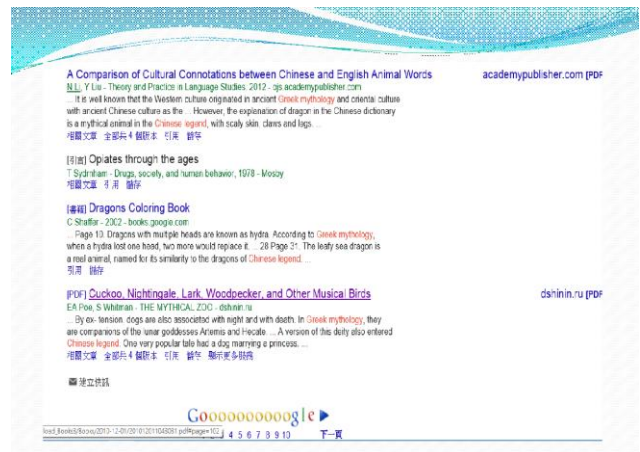 A Comparison of Cultural Connotations between Chinese and English Animal Words academypublisher.com [PDF
N Li, Y Liu - Theory and Practice in Language Studies, 2012 - ojs.academypublisher.com
... It is well known that the Western culture originated in ancient Greek mythology and oriental culture
with ancient Chinese culture as the ... However, the explanation of dragon in the Chinese dictionary
is a mythical animal in the Chinese legend, with scaly skin, claws and legs. ...
相關文章 全部共 4 個版本 引用 儲存
[引言] Opiates through the ages
T Sydnham - Drugs, society, and human behavior, 1978 - Mosby
相關文章 引用 儲存
[書籍] Dragons Coloring Book
C Shaffer - 2002 - books.google.com
... Page 19. Dragons with multiple heads are known as hydra. According to Greek mythology,
when a hydra lost one head, two more would replace it. ... 28 Page 31. The leafy sea dragon is
a real animal, named for its similarity to the dragons of Chinese legend. ...
引用 儲存
[PDF] Cuckoo, Nightingale, Lark, Woodpecker, and Other Musical Birds dshinin.ru [PDF
EA Poe, S Whitman - THE MYTHICAL ZOO - dshinin.ru
... By ex- tension, dogs are also associated with night and with death. In Greek mythology, they
are companions of the lunar goddesses Artemis and Hecate. ... A version of this deity also entered
Chinese legend. One very popular tale had a dog marrying a princess. ...
相關文章 全部共 4 個版本 引用 儲存 顯示更多服務
建立快訊
Goooooooooogle
4 5 6 7 8 9 10 下一頁